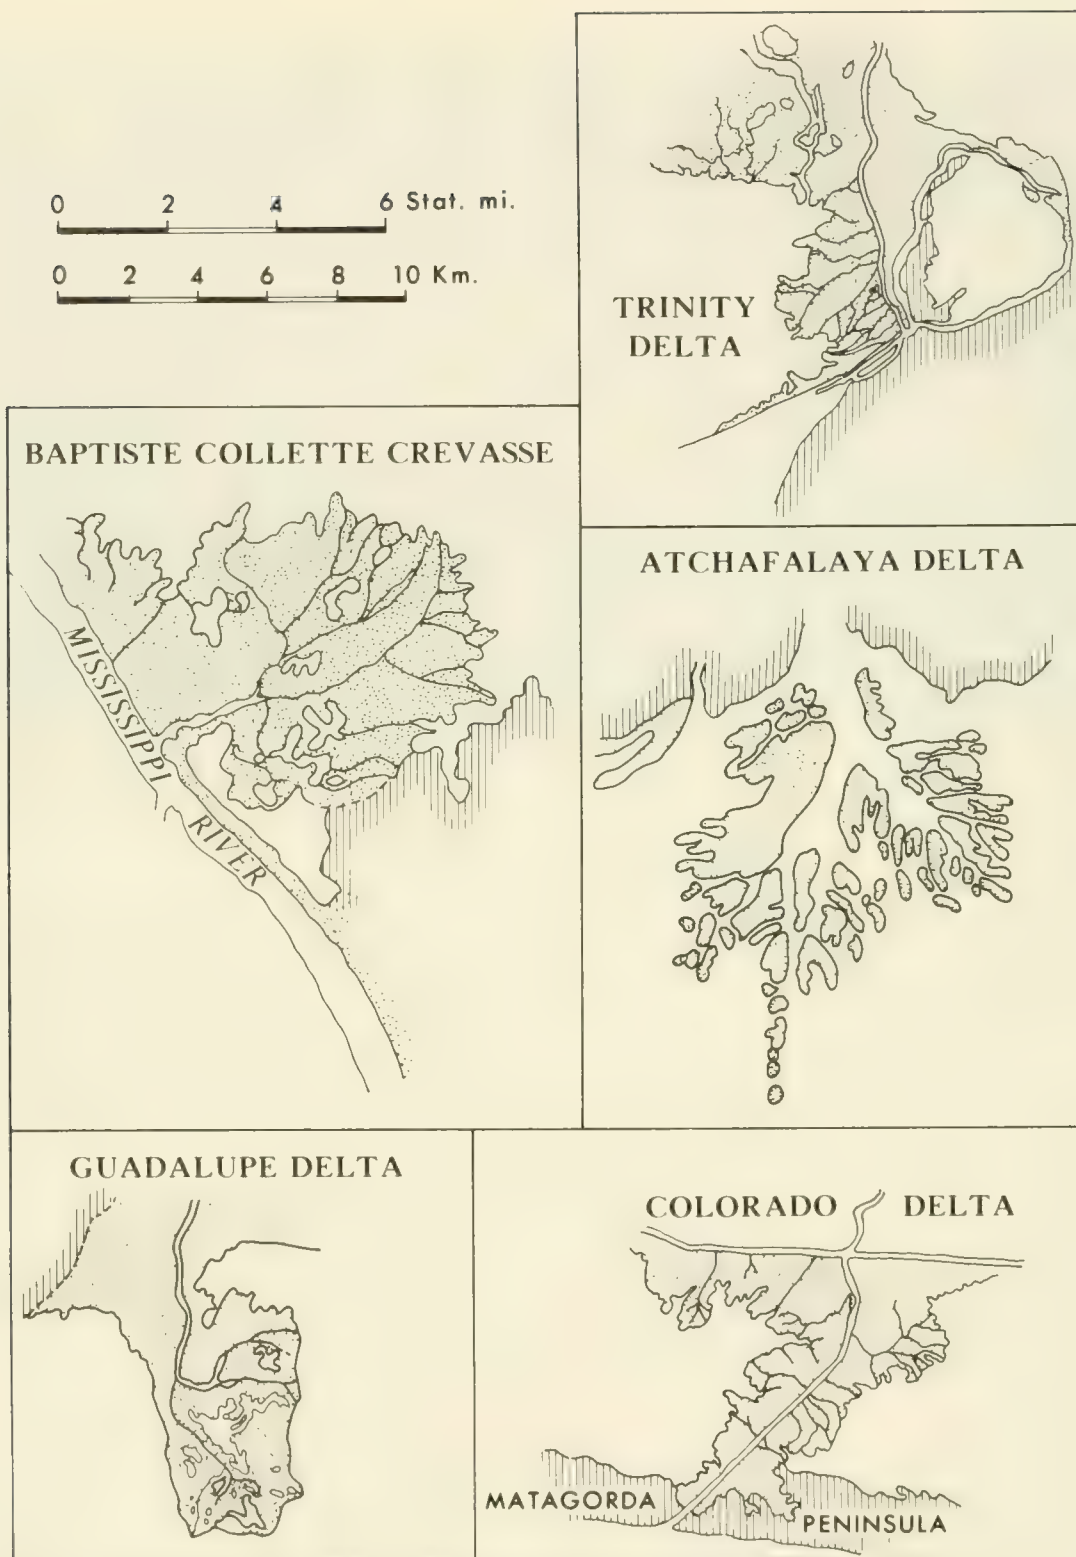 0 2 4 6 Stat. mi.
0 2 4 6 8 10 Km.
TRINITY
DELTA
BAPTISTE COLLETTE CREVASSE
MISSISSIPPI
RIVER
ATCHAFALAYA DELTA
GUADALUPE DELTA
COLORADO DELTA
MATAGORDA
PENINSULA